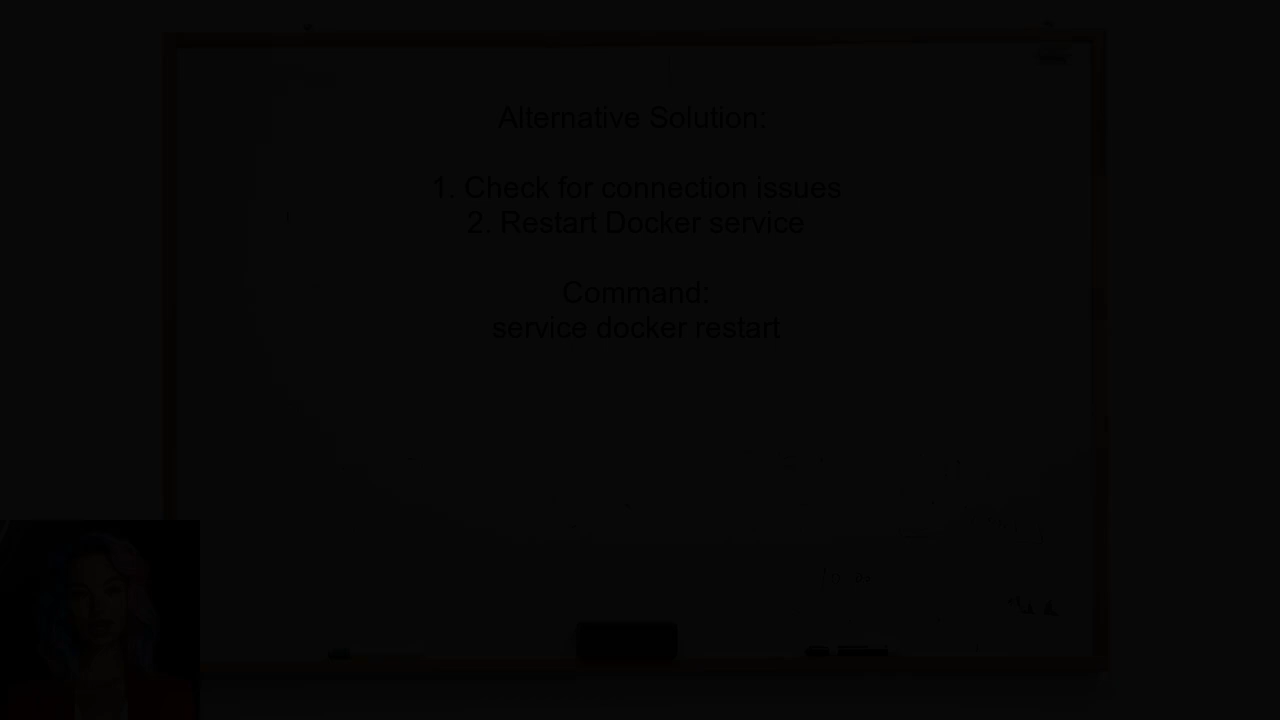 Alternative Solution:
1. Check for connection issues
2. Restart Docker service
Command:
service docker restart